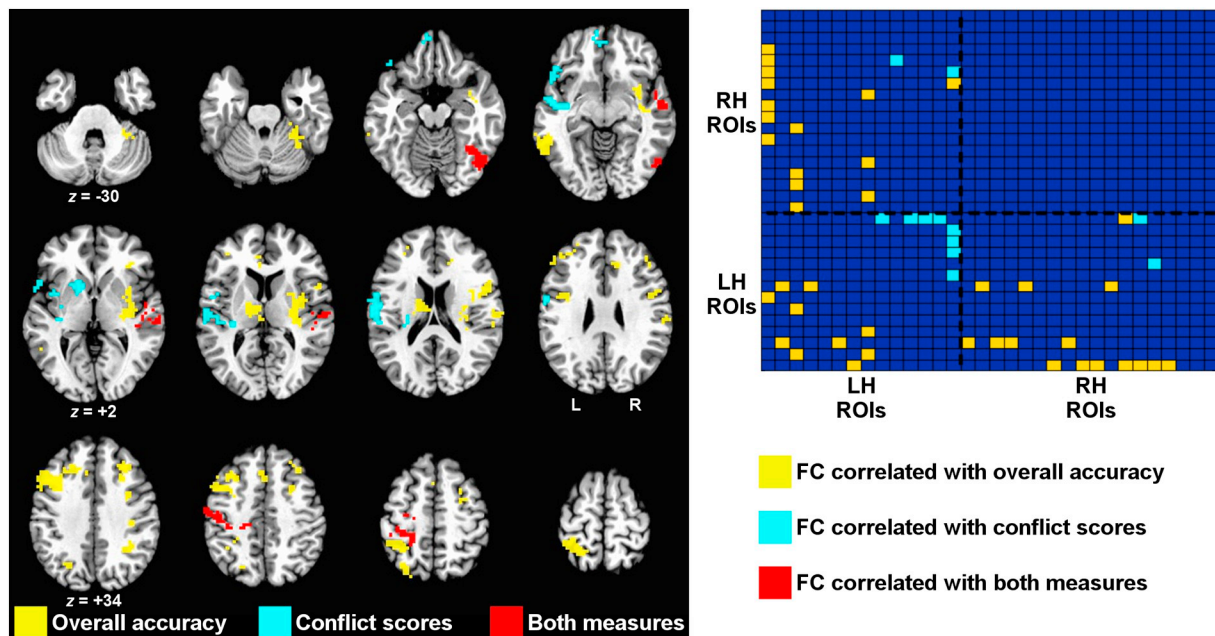 z = -30
z = +2
L R
z = +34
Overall accuracy
Conflict scores
Both measures
RH
ROIs
LH
ROIs
LH
ROIs
RH
ROIs
FC correlated with overall accuracy
FC correlated with conflict scores
FC correlated with both measures